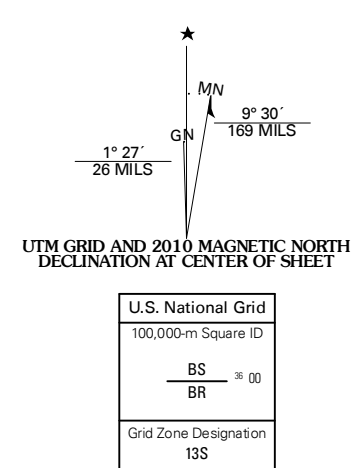 ★
MN
GN
9° 30´
169 MILS
1° 27´
26 MILS
UTM GRID AND 2010 MAGNETIC NORTH
DECLINATION AT CENTER OF SHEET
U.S. National Grid
100,000-m Square ID
BS
36 00
BR
Grid Zone Designation
13S